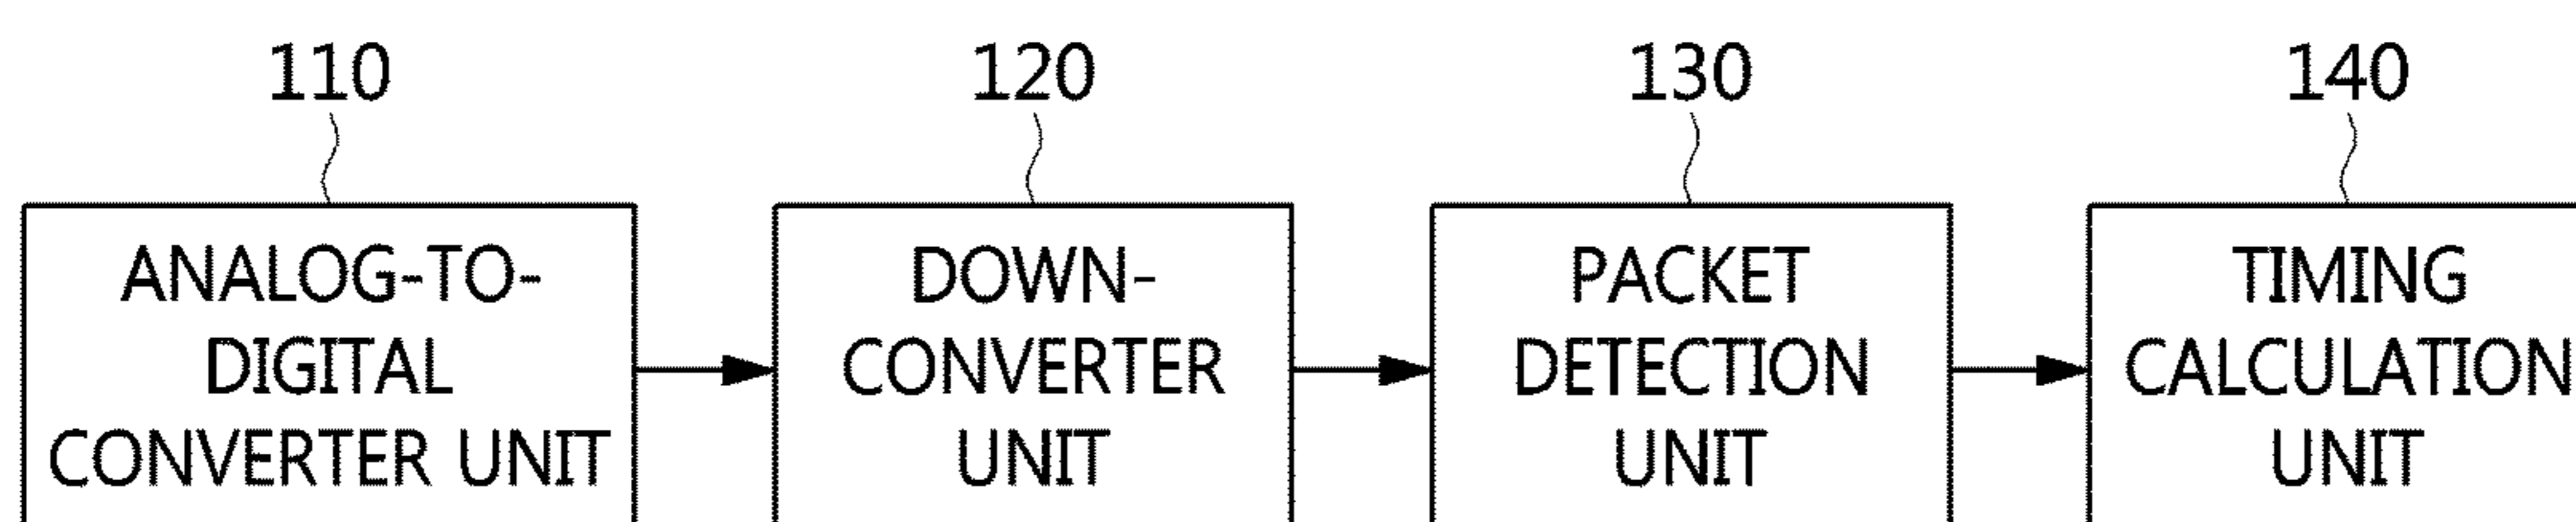 110 120 130 140
ANALOG-TO-
DIGITAL
CONVERTER UNIT
DOWN-
CONVERTER
UNIT
PACKET
DETECTION
UNIT
TIMING
CALCULATION
UNIT